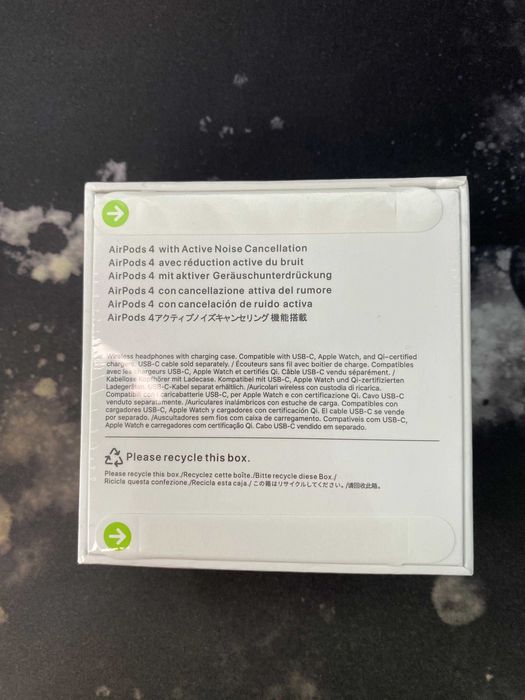 AirPods 4 with Active Noise Cancellation
AirPods 4 avec réduction active du bruit
AirPods 4 mit aktiver Geräuschunterdrückung
AirPods 4 con cancellazione attiva del rumore
AirPods 4 con cancelación de ruido activa
AirPods 4アクティブノイズキャンセリング機能搭載
Wireless headphones with charging case. Compatible with USB-C, Apple Watch, and Qi-certified
chargers. USB-C cable sold separately. / Écouteurs sans fil avec boîtier de charge. Compatibles
avec les chargeurs USB-C, Apple Watch et certifiés Qi. Câble USB-C vendu séparément. /
Kabellose Kopfhörer mit Ladecase. Kompatibel mit USB-C, Apple Watch und Qi-zertifizierten
Ladegeräten. USB-C-Kabel separat erhältlich. /Auricolari wireless con custodia di ricarica.
Compatibili con caricabatterie USB-C, per Apple Watch e con certificazione Qi. Cavo USB-C
venduto separatamente. /Auriculares inalámbricos con estuche de carga. Compatibles con
cargadores USB-C, Apple Watch y cargadores con certificación Qi. El cable USB-C se vende
por separado. /Auscultadores sem fios com caixa de carregamento. Compatíveis com USB-C,
Apple Watch e carregadores com certificação Qi. Cabo USB-C vendido em separado.
Please recycle this box.
Please recycle this box./Recyclez cette boîte./Bitte recycle diese Box./
Ricicla questa confezione./Recicla esta caja./この箱はリサイクルしてください。/请回收此箱。